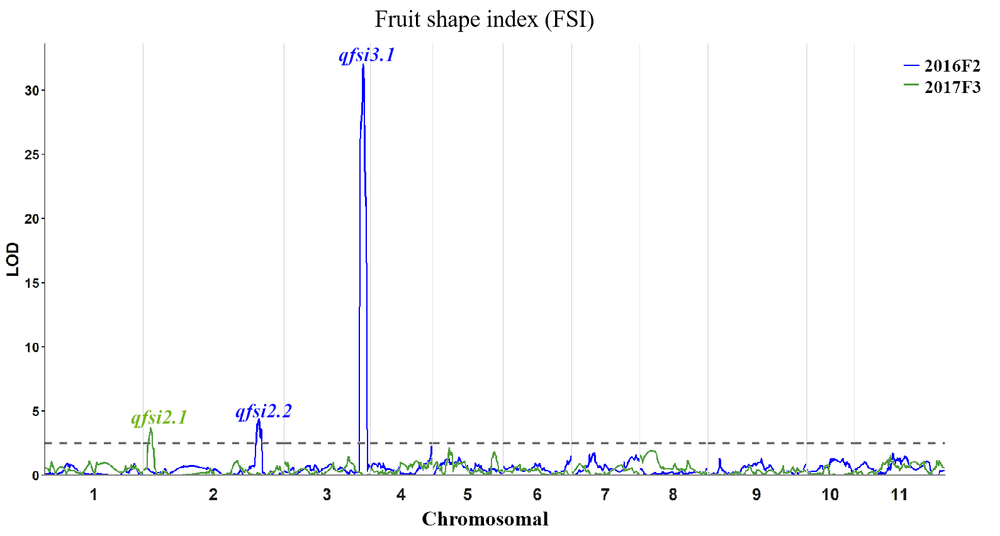 Fruit shape index (FSI)
qfsi3.1
2016F2
2017F3
30
25
20
15
10
5
0
LOD
qfsi2.1
qfsi2.2
1 2 3 4 5 6 7 8 9 10 11
Chromosomal